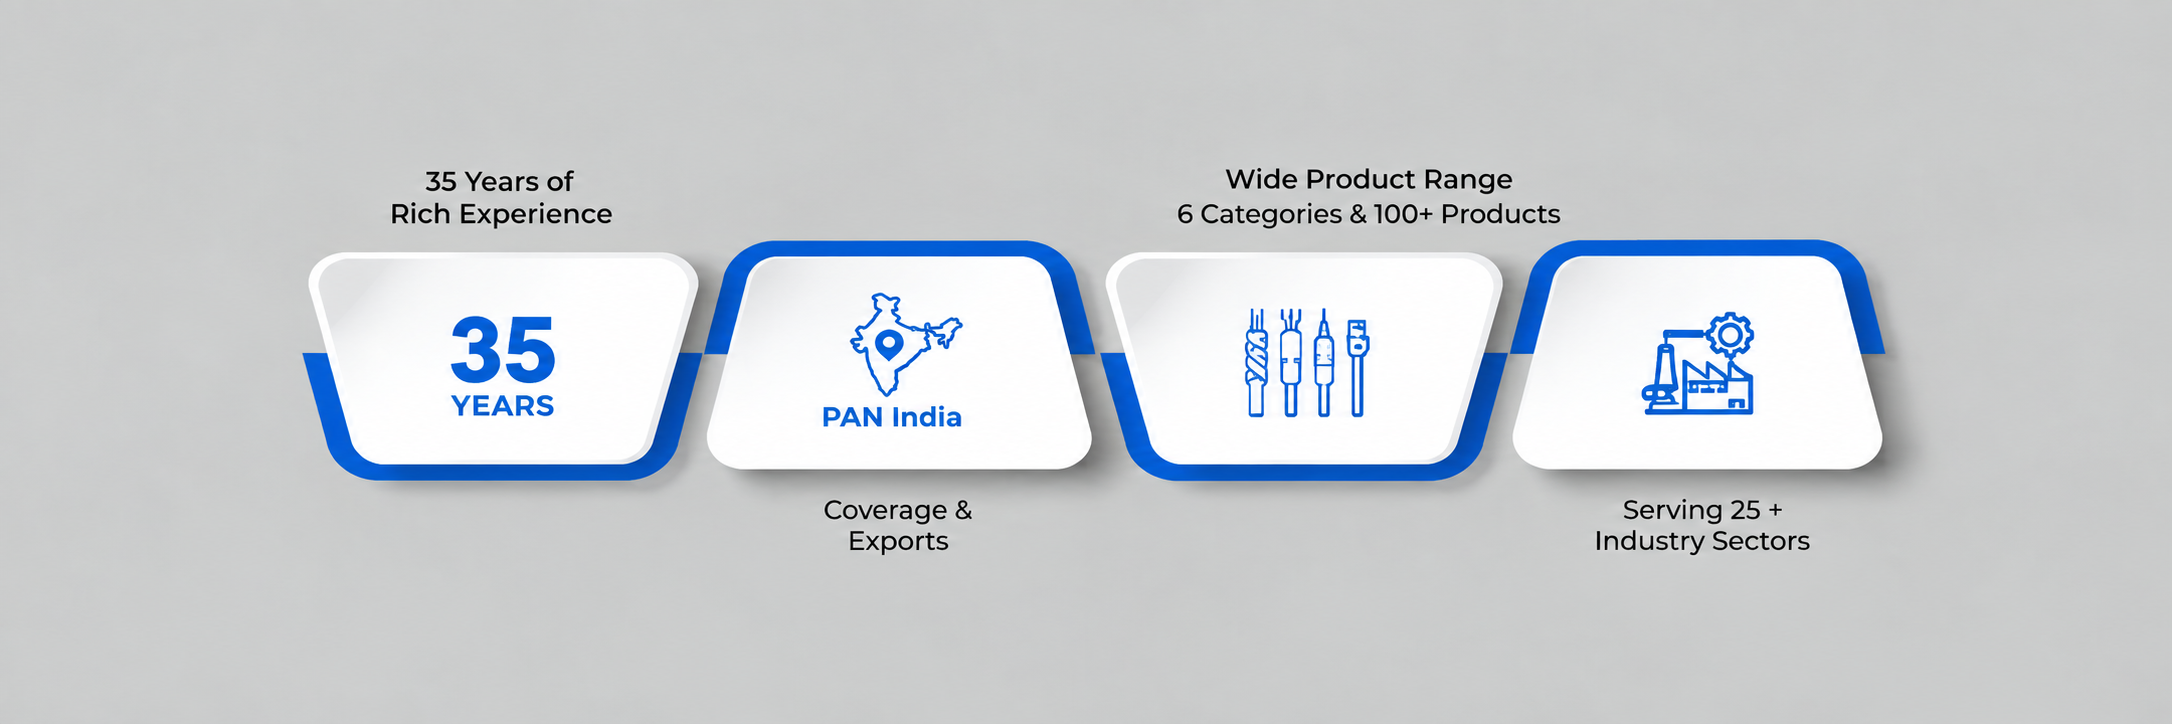 35 Years of
Rich Experience
35
YEARS
PAN India
Coverage &
Exports
Wide Product Range
6 Categories & 100+ Products
Serving 25 +
Industry Sectors